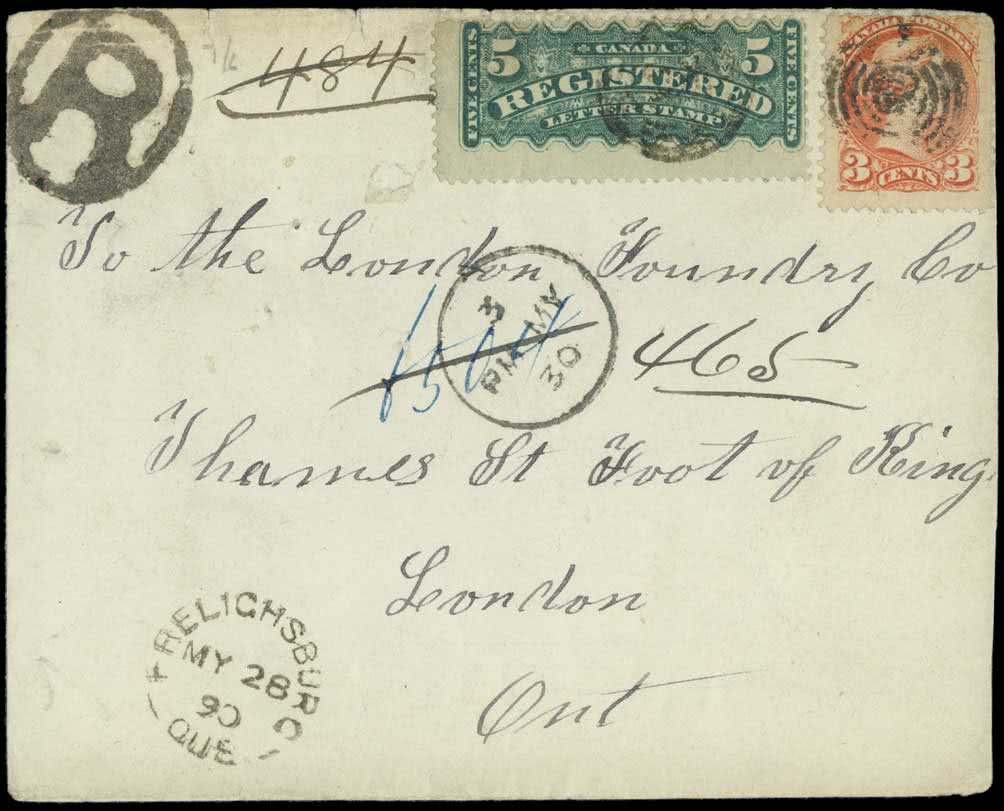 484
5 CANADA 5
FIVE CENTS REGISTERED FIVE CENTS
LETTER STAMP
CANADA POSTAGE
3 CENTS 3
R
To the London Foundry Co
3
PM MY
30
465
Thames St Foot of King
London
Ont
FRELIGHSBURG
MY 28
90
QUE